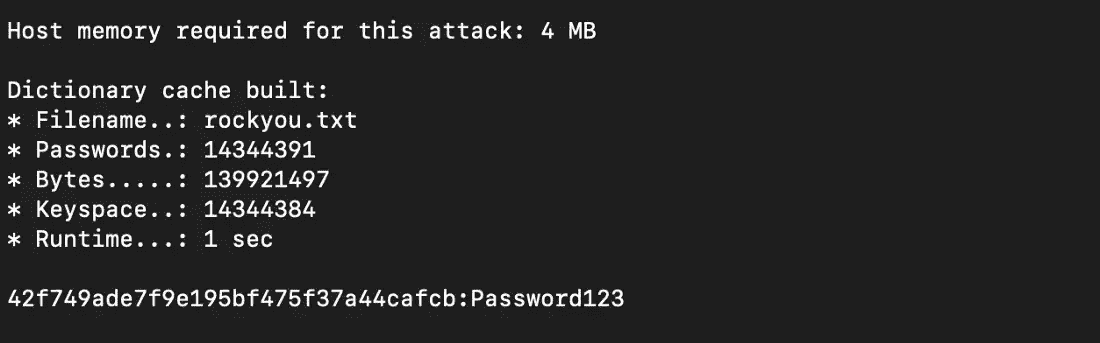 Host memory required for this attack: 4 MB
Dictionary cache built:
* Filename..: rockyou.txt
* Passwords.: 14344391
* Bytes.....: 139921497
* Keyspace..: 14344384
* Runtime...: 1 sec
42f749ade7f9e195bf475f37a44cafcb:Password123